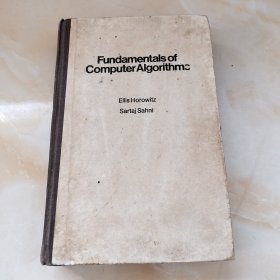 Fundamentals of
Computer Algorithms
Ellis Horowitz
Sartaj Sahni